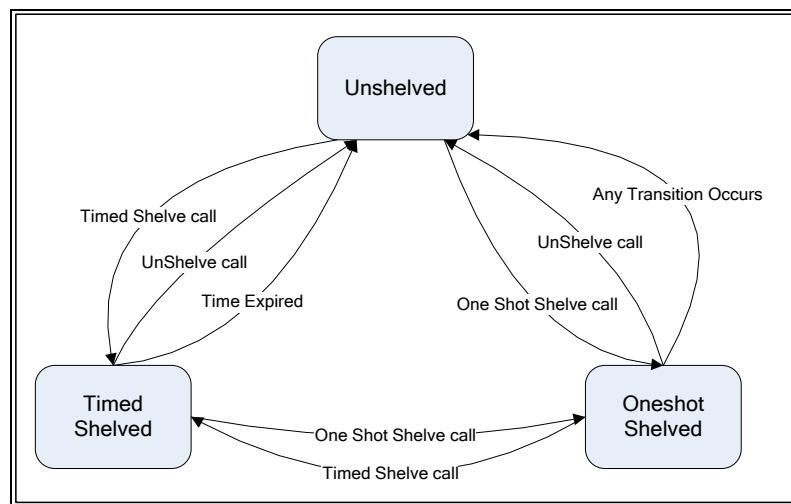 Unshelved
Timed Shelve call
Any Transition Occurs
UnShelve call
UnShelve call
Time Expired
One Shot Shelve call
Timed
Shelved
Oneshot
Shelved
One Shot Shelve call
Timed Shelve call